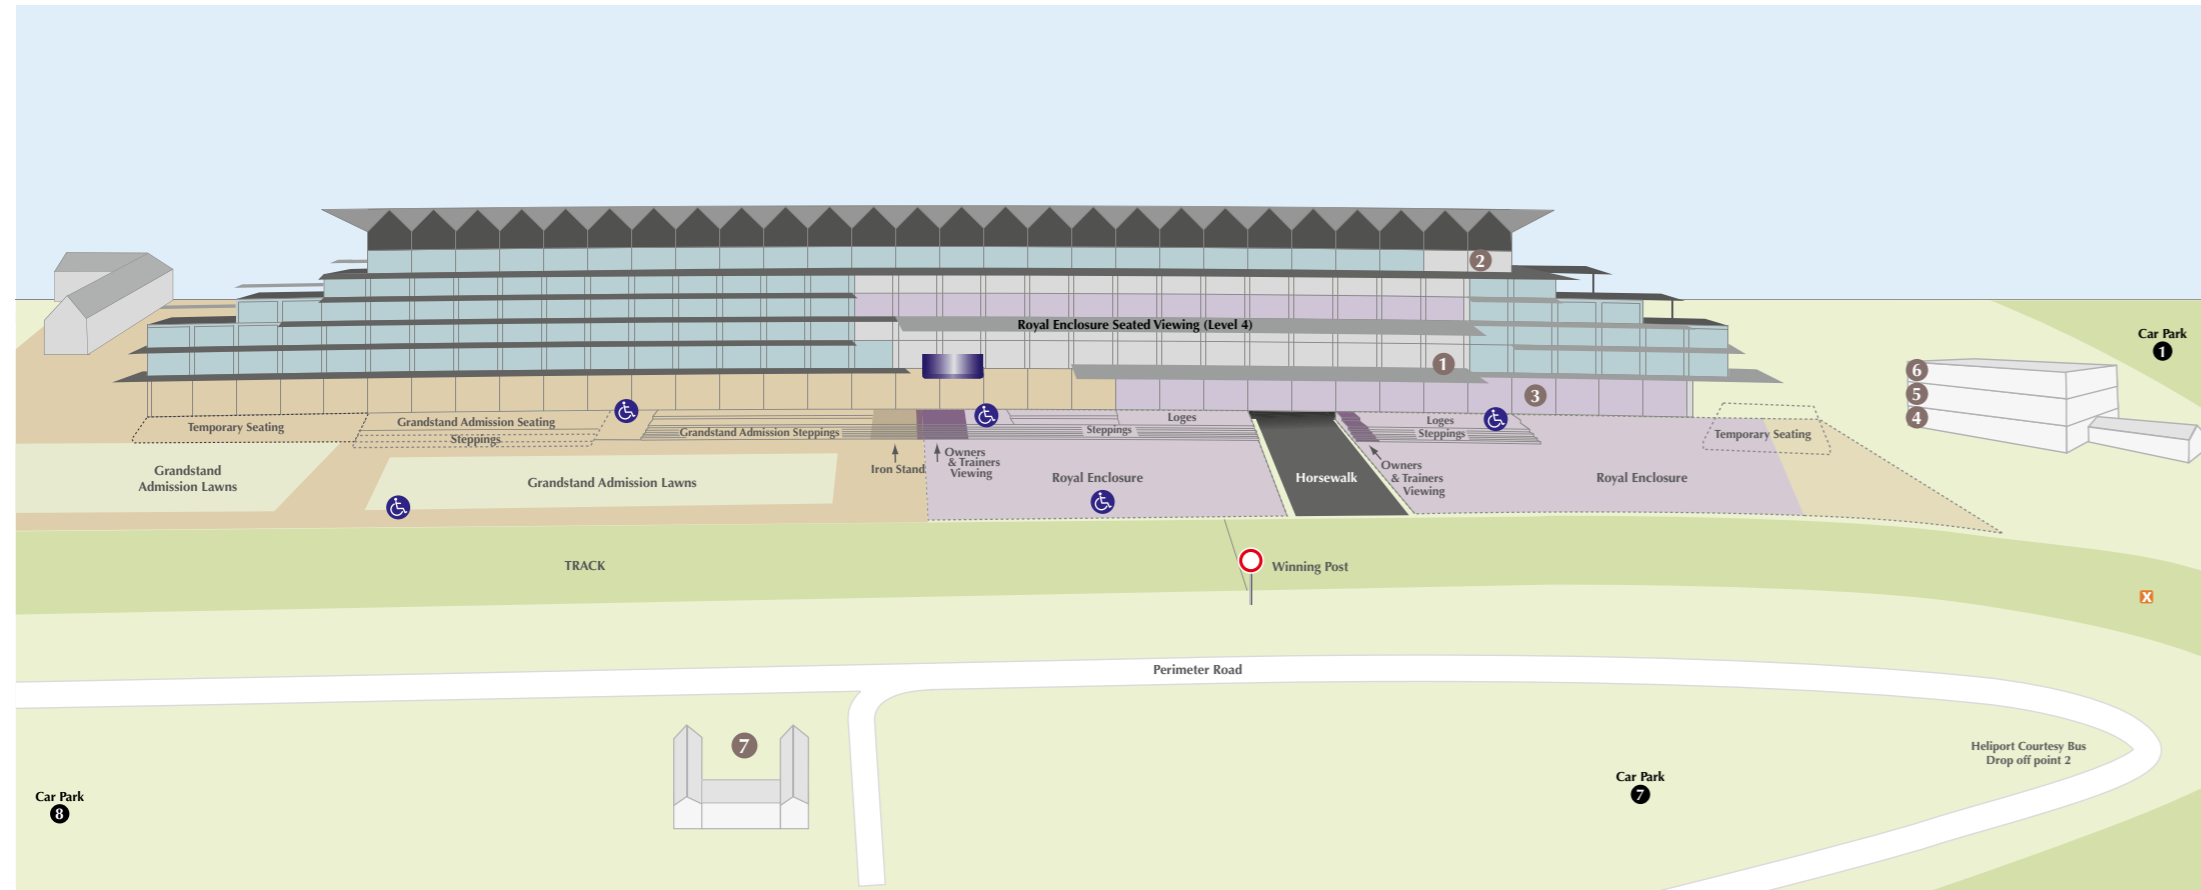 2
Royal Enclosure Seated Viewing (Level 4)
Car Park
1
1
6
5
4
3
Temporary Seating
Grandstand Admission Seating
Steppings
Grandstand Admission Steppings
Loges
Steppings
Loges
Steppings
Temporary Seating
Grandstand
Admission Lawns
Grandstand Admission Lawns
Iron Stand
Owners
& Trainers
Viewing
Royal Enclosure
Horsewalk
Owners
& Trainers
Viewing
Royal Enclosure
TRACK
Winning Post
X
Perimeter Road
7
Heliport Courtesy Bus
Drop off point 2
Car Park
7
Car Park
8